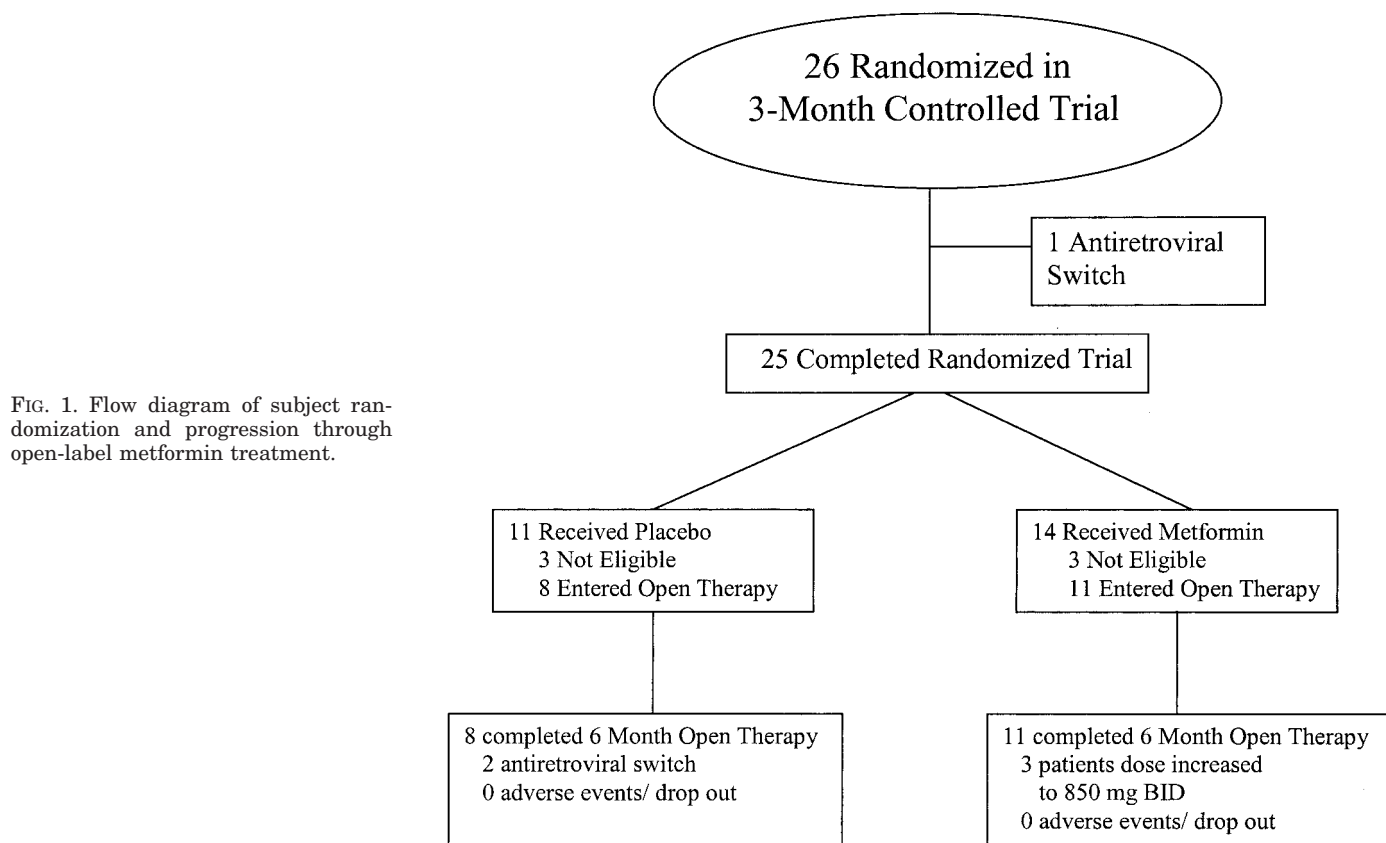 26 Randomized in
3-Month Controlled Trial
1 Antiretroviral
Switch
25 Completed Randomized Trial
FIG. 1. Flow diagram of subject ran-
domization and progression through
open-label metformin treatment.
11 Received Placebo
3 Not Eligible
8 Entered Open Therapy
14 Received Metformin
3 Not Eligible
11 Entered Open Therapy
8 completed 6 Month Open Therapy
2 antiretroviral switch
0 adverse events/ drop out
11 completed 6 Month Open Therapy
3 patients dose increased
to 850 mg BID
0 adverse events/ drop out